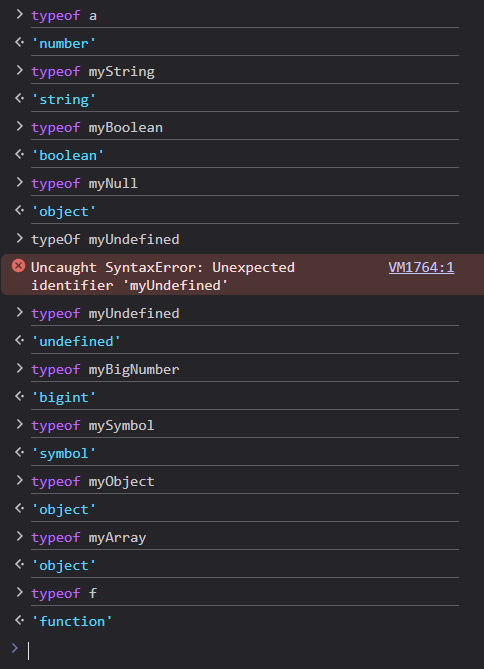 typeof a
'number'
typeof myString
'string'
typeof myBoolean
'boolean'
typeof myNull
'object'
typeOf myUndefined
Uncaught SyntaxError: Unexpected VM1764:1
identifier 'myUndefined'
typeof myUndefined
'undefined'
typeof myBigNumber
'bigint'
typeof mySymbol
'symbol'
typeof myObject
'object'
typeof myArray
'object'
typeof f
'function'